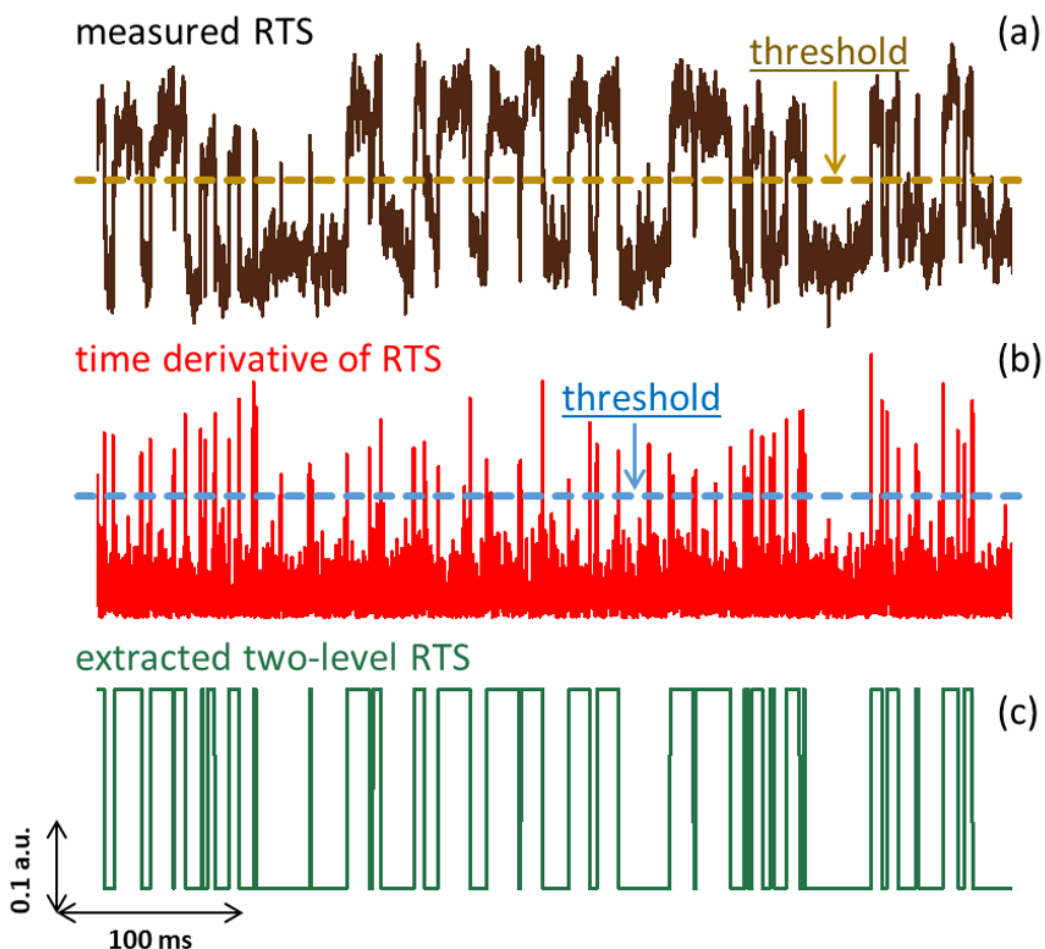 measured RTS
(a)
threshold
time derivative of RTS
(b)
threshold
extracted two-level RTS
(c)
0.1 a.u.
100 ms